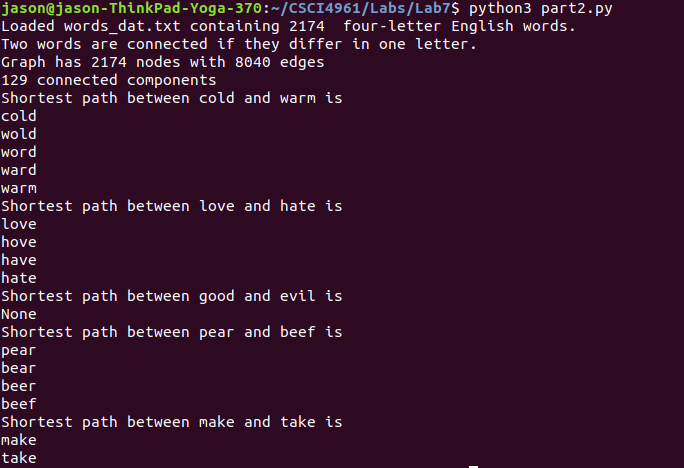 jason@jason-ThinkPad-Yoga-370:~/CSCI4961/Labs/Lab7$ python3 part2.py
Loaded words_dat.txt containing 2174  four-letter English words.
Two words are connected if they differ in one letter.
Graph has 2174 nodes with 8040 edges
129 connected components
Shortest path between cold and warm is
cold
wold
word
ward
warm
Shortest path between love and hate is
love
hove
have
hate
Shortest path between good and evil is
None
Shortest path between pear and beef is
pear
bear
beer
beef
Shortest path between make and take is
make
take